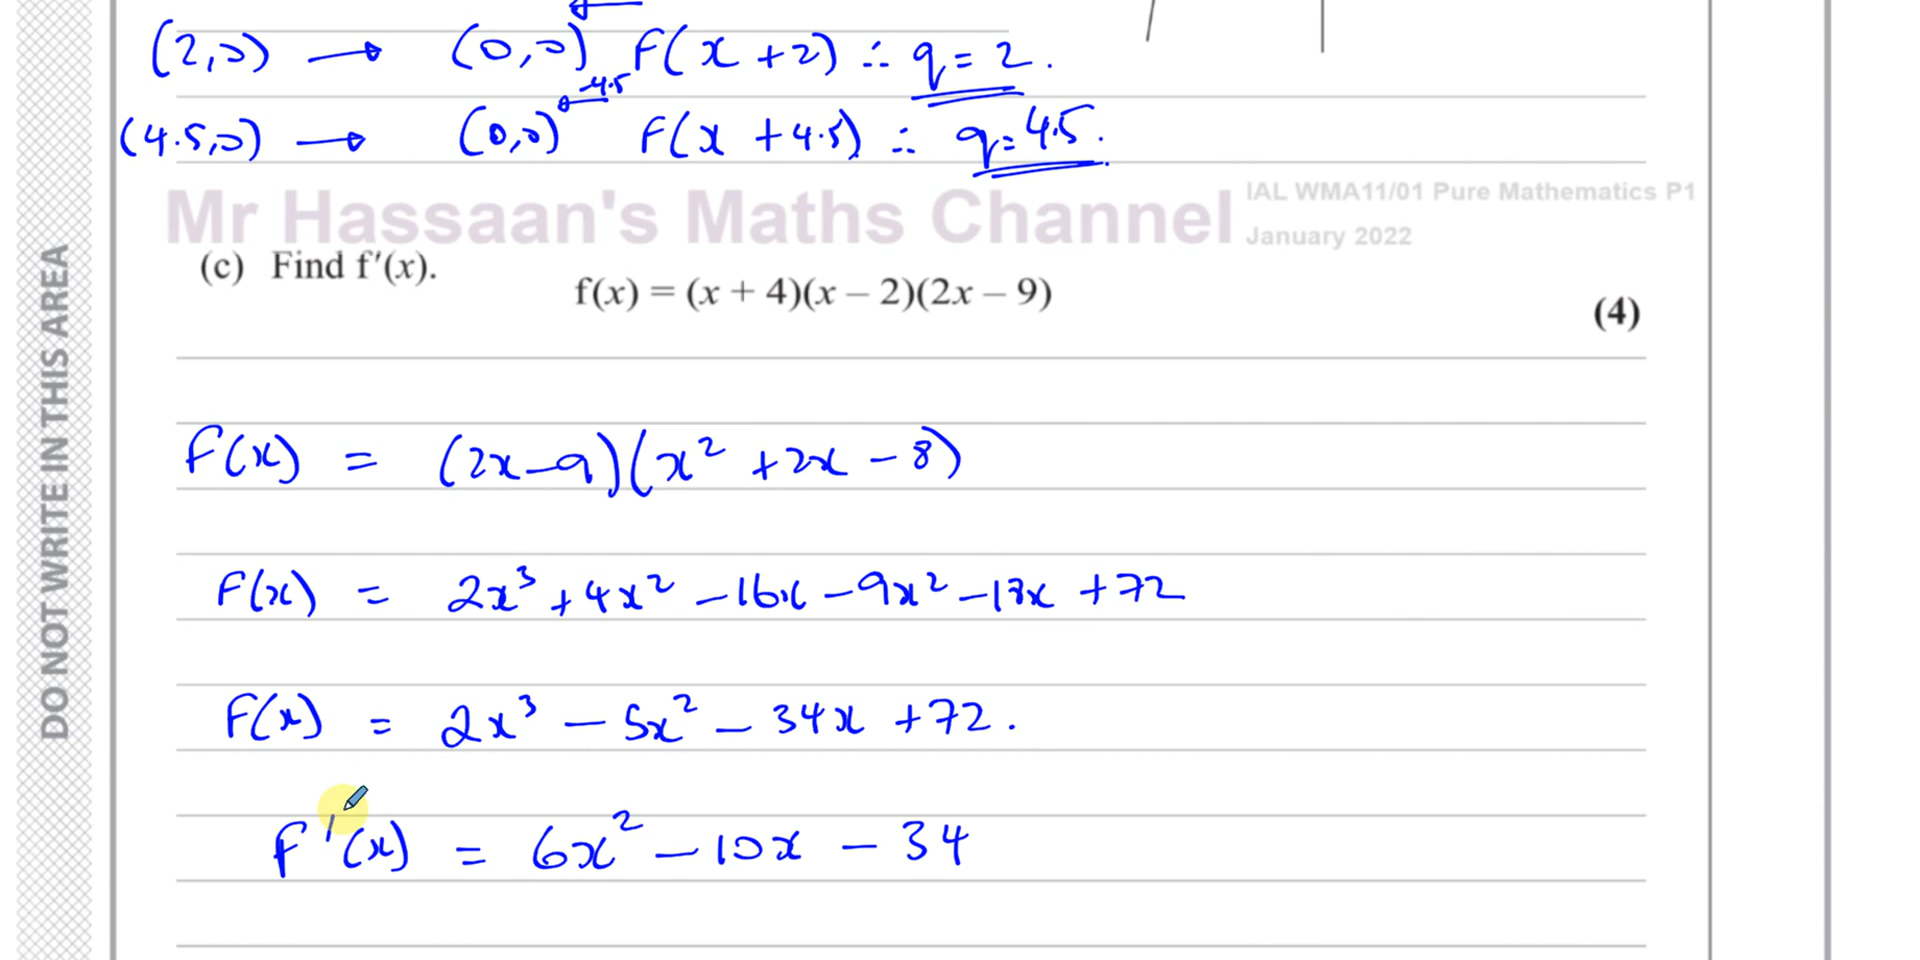 (2,0) → (0,0) f(x+2) ∴ q = 2.
-4.5
(4.5,0) → (0,0) f(x +4.5) ∴ q = 4.5.
Mr Hassaan's Maths Channel
IAL WMA11/01 Pure Mathematics P1
January 2022
(c) Find f′(x).
f(x) = (x + 4)(x – 2)(2x – 9)
(4)
f(x) = (2x-9)(x² +2x - 8)
f(x) = 2x³ + 4x² - 16x - 9x² - 18x + 72
f(x) = 2x³ - 5x² - 34x + 72.
f'(x) = 6x² - 10x - 34
DO NOT WRITE IN THIS AREA